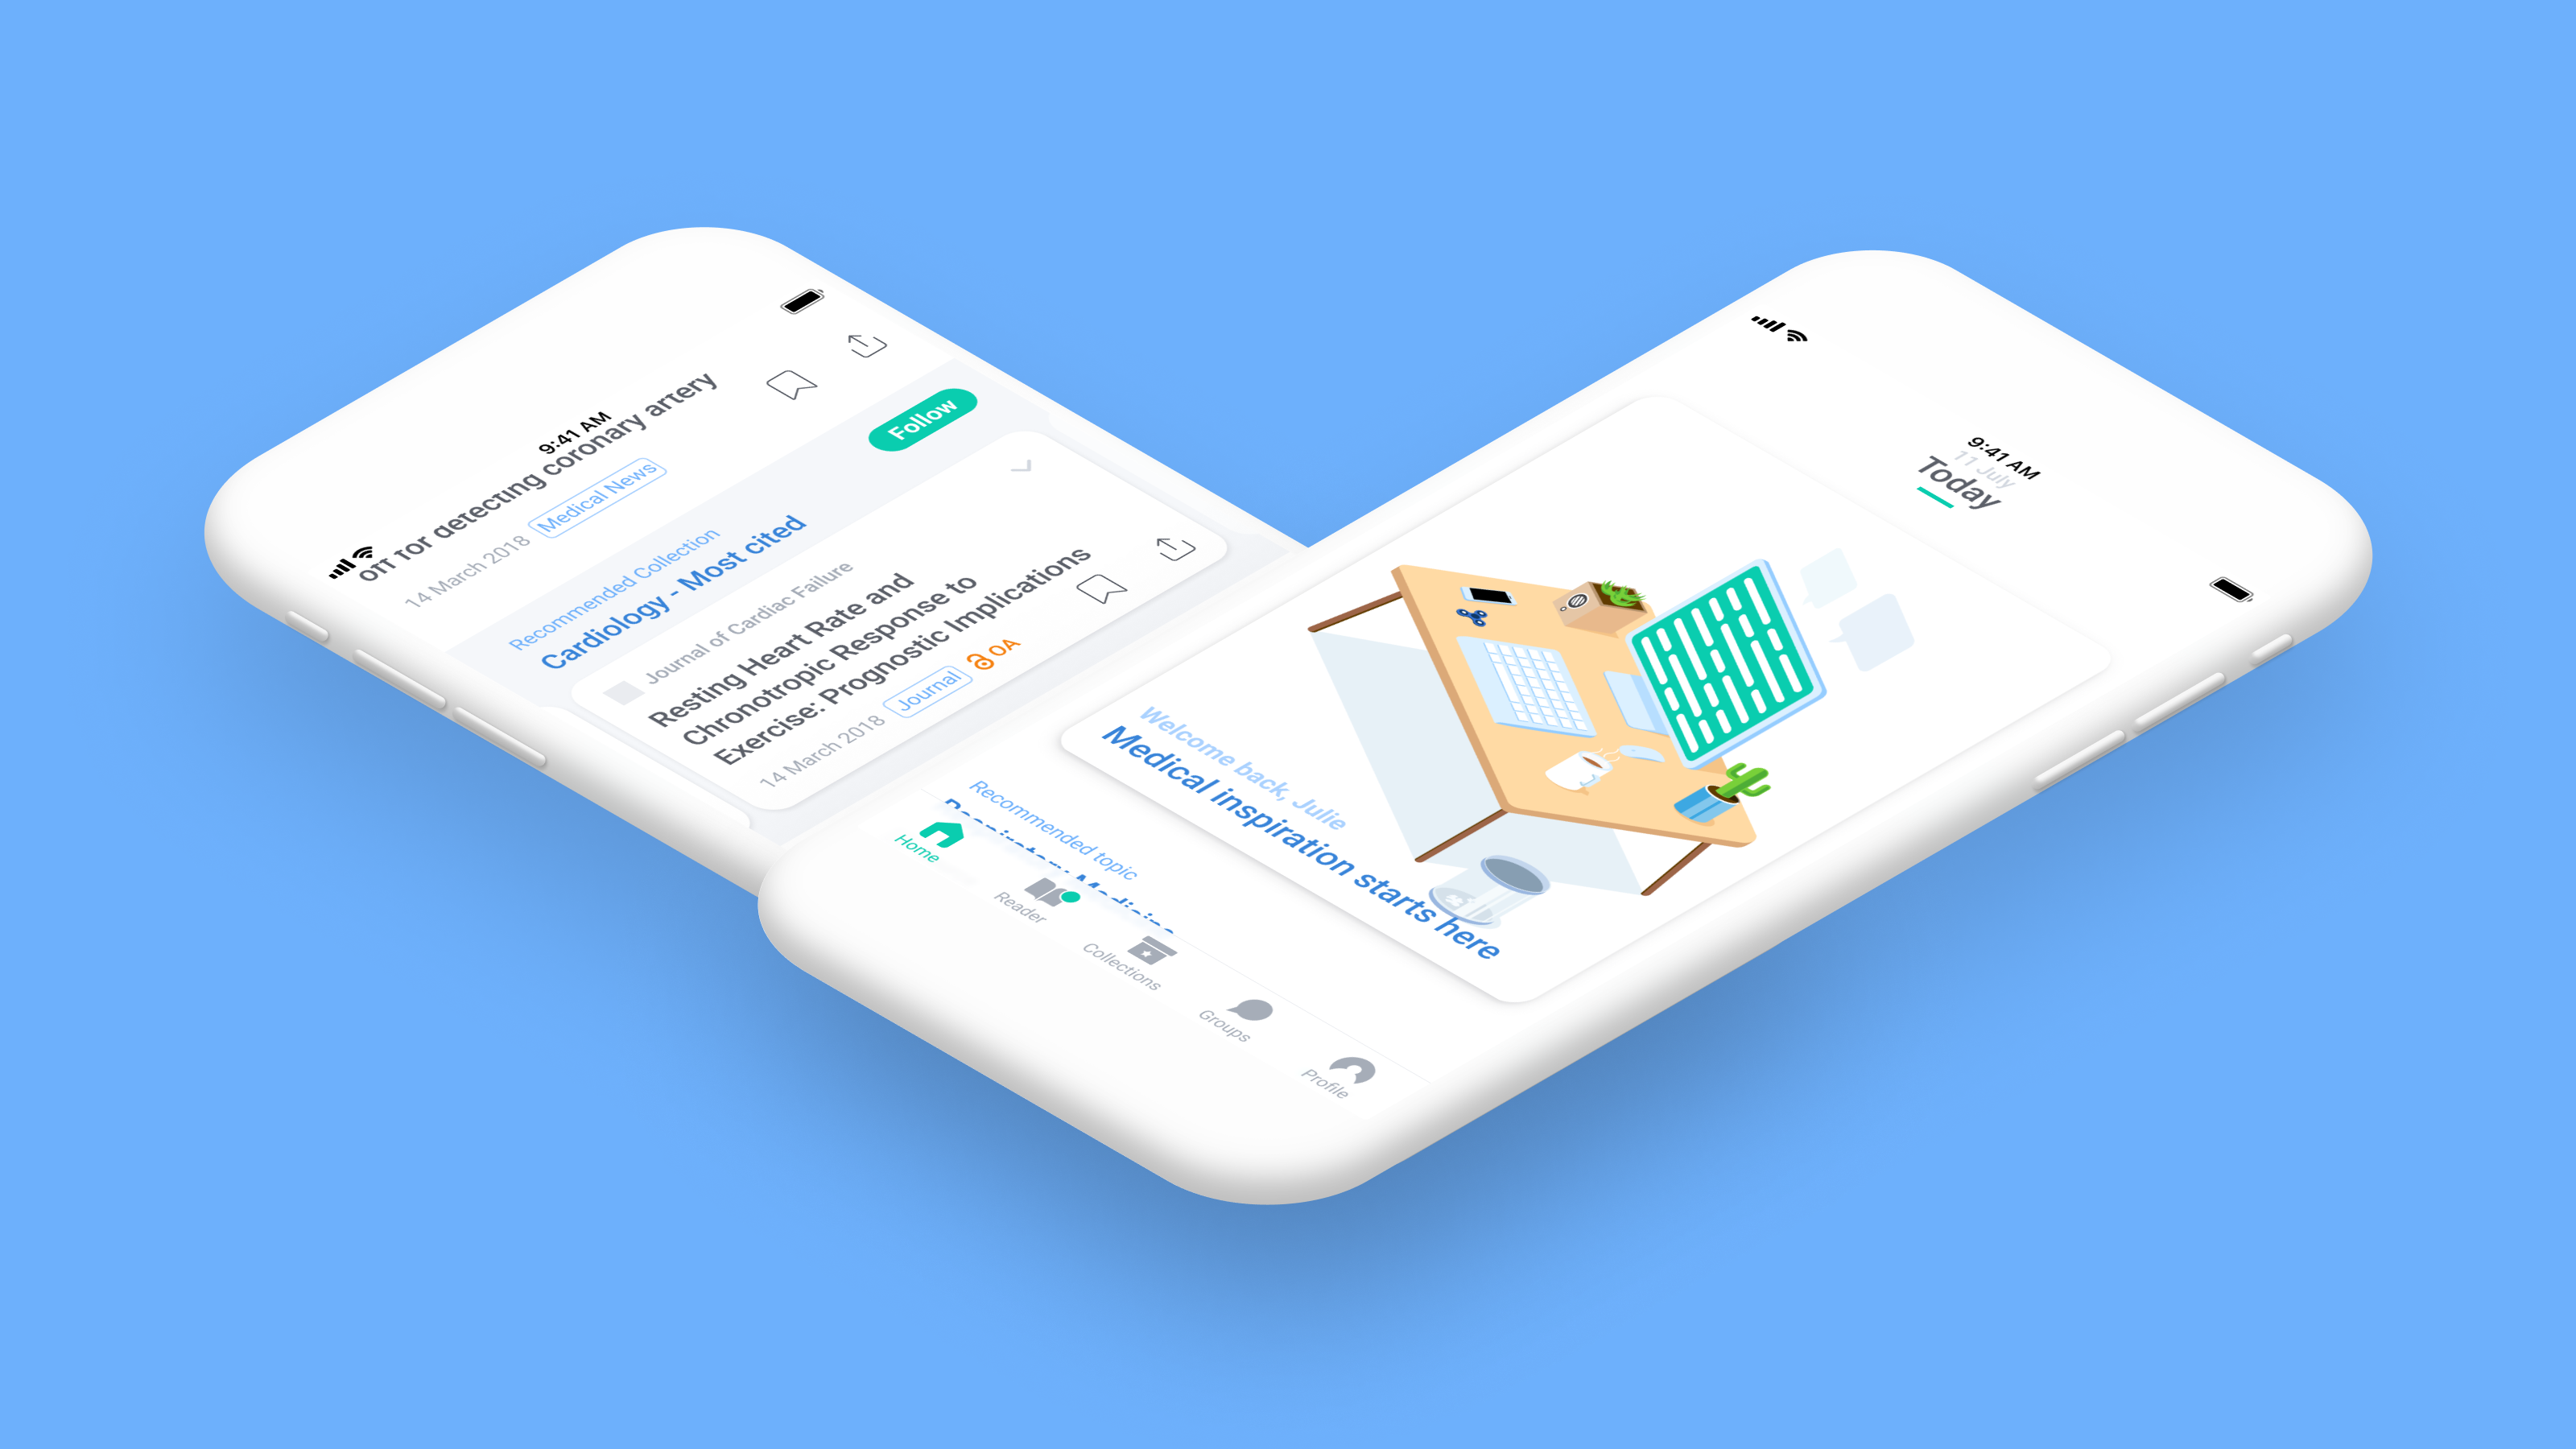 9:41 AM
off for detecting coronary artery
14 March 2018 Medical News
Recommended Collection
Cardiology - Most cited
Follow
Journal of Cardiac Failure
Resting Heart Rate and
Chronotropic Response to
Exercise: Prognostic Implications
14 March 2018 Journal OA
9:41 AM
11 July
Today
Welcome back, Julie
Medical inspiration starts here
Recommended topic
Respiratory Medicine
Home
Reader
Collections
Groups
Profile